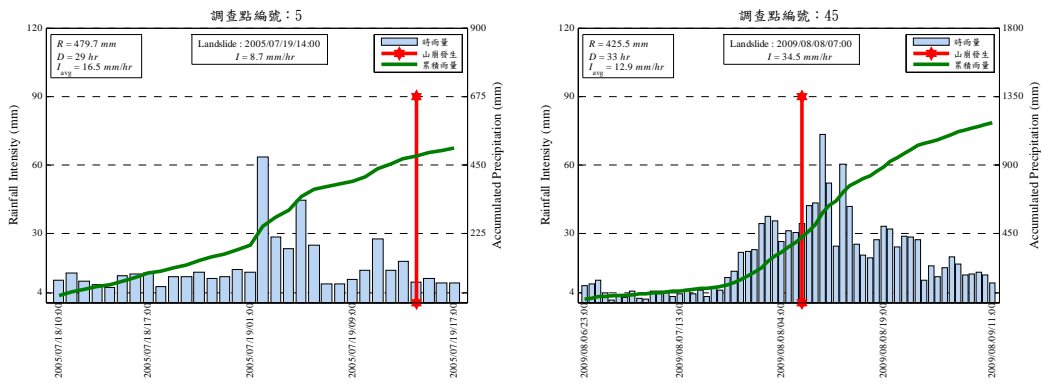 調查點編號：5
R = 479.7 mm
D = 29 hr
I avg = 16.5 mm/hr
Landslide : 2005/07/19/14:00
I = 8.7 mm/hr
時雨量
山崩發生
累積雨量
Rainfall Intensity (mm)
120
90
60
30
4
Accumulated Precipitation (mm)
900
675
450
225
2005/07/18/10:00
2005/07/18/17:00
2005/07/19/01:00
2005/07/19/09:00
2005/07/19/17:00
調查點編號：45
R = 425.5 mm
D = 33 hr
I avg = 12.9 mm/hr
Landslide : 2009/08/08/07:00
I = 34.5 mm/hr
時雨量
山崩發生
累積雨量
Rainfall Intensity (mm)
120
90
60
30
4
Accumulated Precipitation (mm)
1800
1350
900
450
2009/08/06/23:00
2009/08/07/13:00
2009/08/08/04:00
2009/08/08/19:00
2009/08/09/11:00